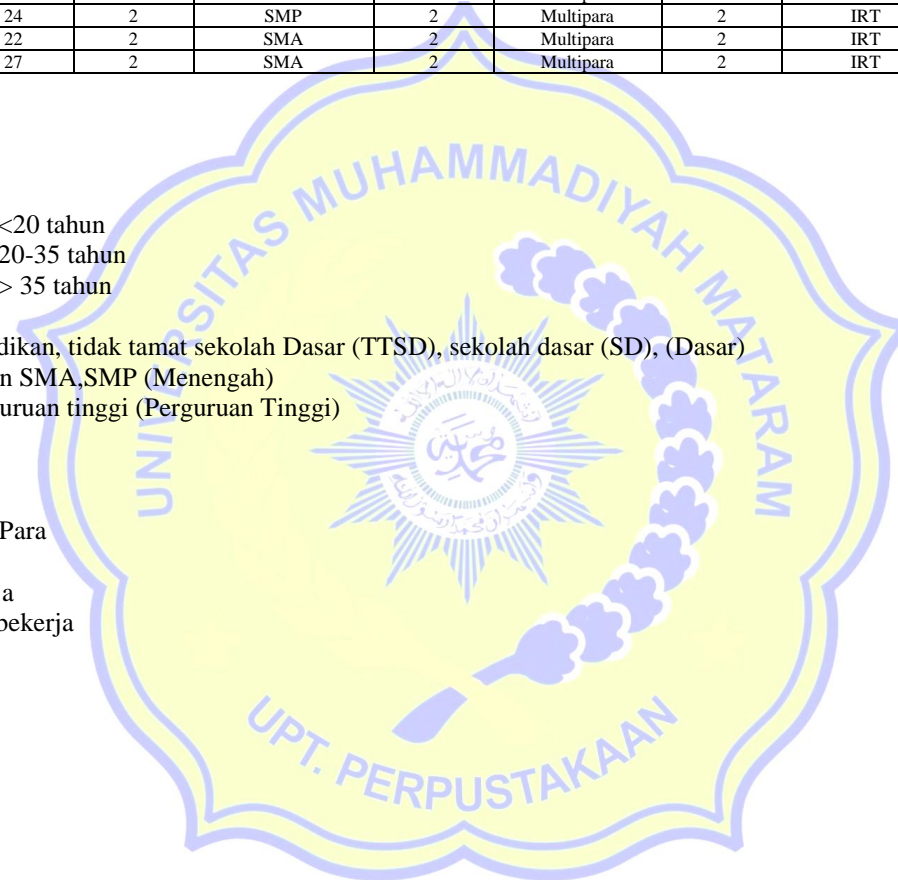 24 2 SMP 2 Multipara 2 IRT
22 2 SMA 2 Multipara 2 IRT
27 2 SMA 2 Multipara 2 IRT
<20 tahun
20-35 tahun
> 35 tahun
dikan, tidak tamat sekolah Dasar (TTSD), sekolah dasar (SD), (Dasar)
n SMA,SMP (Menengah)
uruan tinggi (Perguruan Tinggi)
Para
a
bekerja
UNIVERSITAS MUHAMMADIYAH MATARAM
UPT. PERPUSTAKAAN